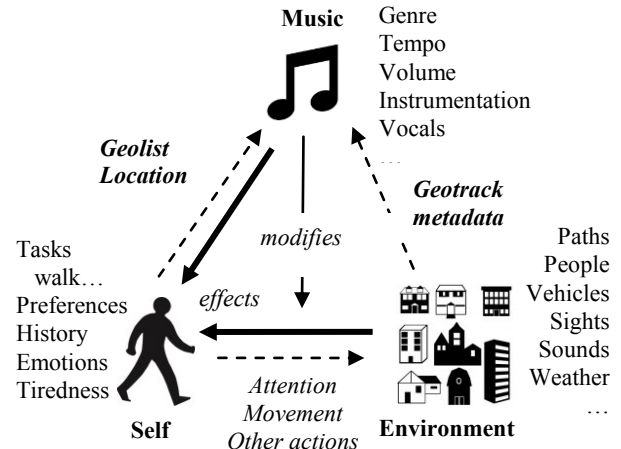 Music
Genre
Tempo
Volume
Instrumentation
Vocals
…
Geolist
Location
Geotrack
metadata
modifies
Tasks
walk…
Preferences
History
Emotions
Tiredness
effects
Paths
People
Vehicles
Sights
Sounds
Weather
…
Attention
Movement
Other actions
Self
Environment